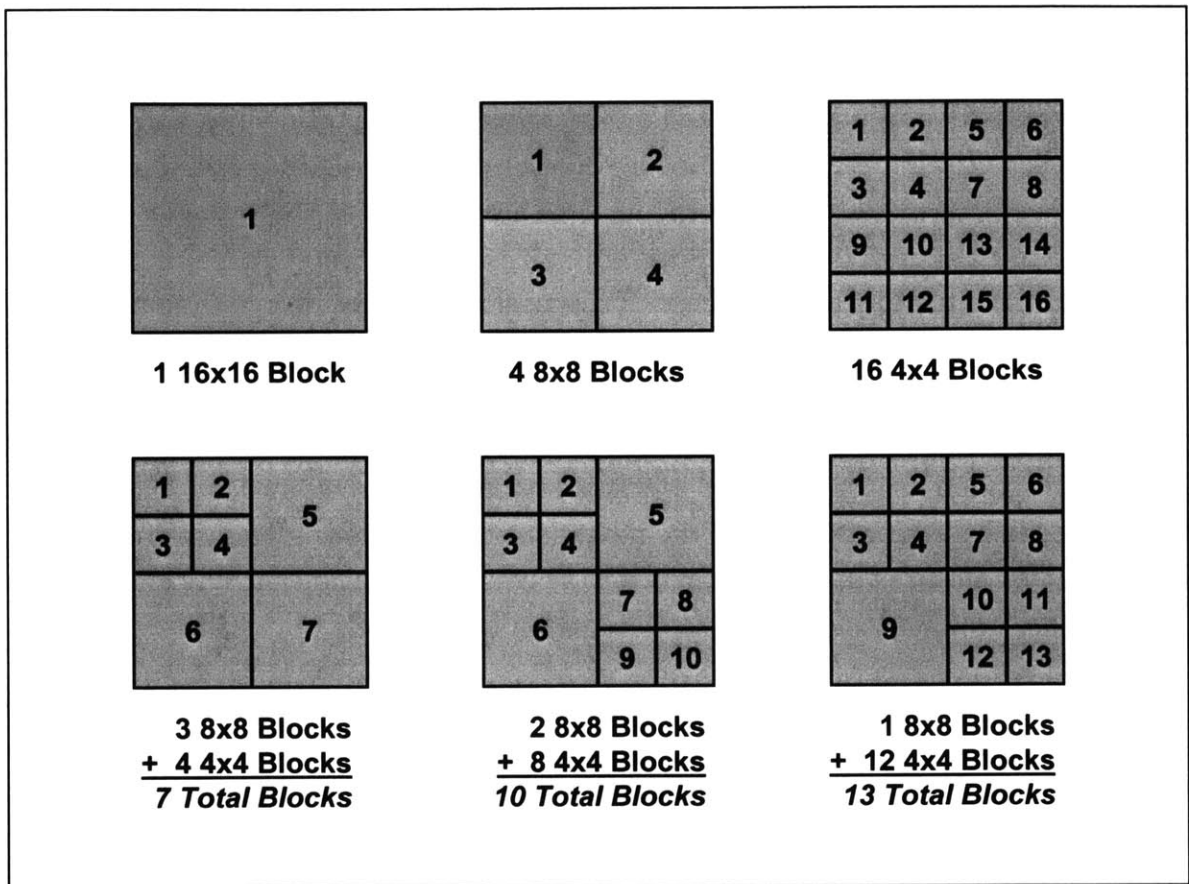 1
1 2
3 4
1 2 5 6
3 4 7 8
9 10 13 14
11 12 15 16
1 16x16 Block
4 8x8 Blocks
16 4x4 Blocks
1 2
5
3 4
6 7
1 2
5
3 4
6
7 8
9 10
1 2 5 6
3 4 7 8
9
10 11
12 13
3 8x8 Blocks
+ 4 4x4 Blocks
7 Total Blocks
2 8x8 Blocks
+ 8 4x4 Blocks
10 Total Blocks
1 8x8 Blocks
+ 12 4x4 Blocks
13 Total Blocks